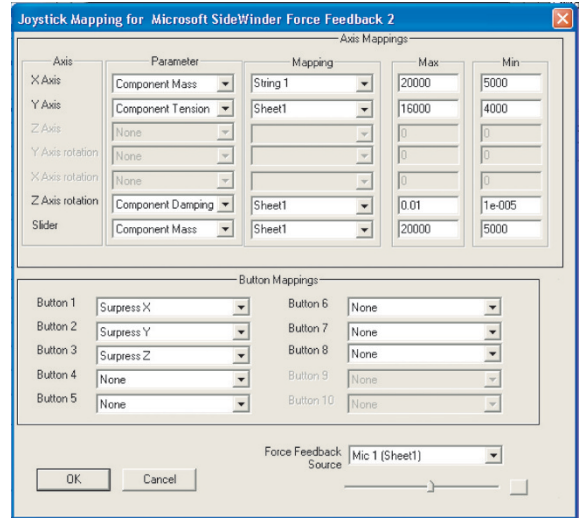 Joystick Mapping for Microsoft SideWinder Force Feedback 2
Axis Mappings
Axis Parameter Mapping Max Min
X Axis Component Mass String 1 20000 5000
Y Axis Component Tension Sheet1 16000 4000
Z Axis None 0 0
Y Axis rotation None 0 0
X Axis rotation None 0 0
Z Axis rotation Component Damping Sheet1 0.01 1e-005
Slider Component Mass Sheet1 20000 5000
Button Mappings
Button 1 Surpress X Button 6 None
Button 2 Surpress Y Button 7 None
Button 3 Surpress Z Button 8 None
Button 4 None Button 9 None
Button 5 None Button 10 None
Force Feedback Source Mic 1 (Sheet1)
OK Cancel